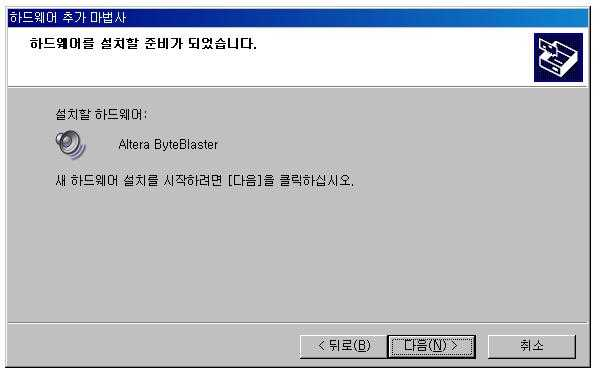 하드웨어 추가 마법사
하드웨어를 설치할 준비가 되었습니다.
설치할 하드웨어:
Altera ByteBlaster
새 하드웨어 설치를 시작하려면 [다음]을 클릭하십시오.
< 뒤로(B) 다음(N) > 취소